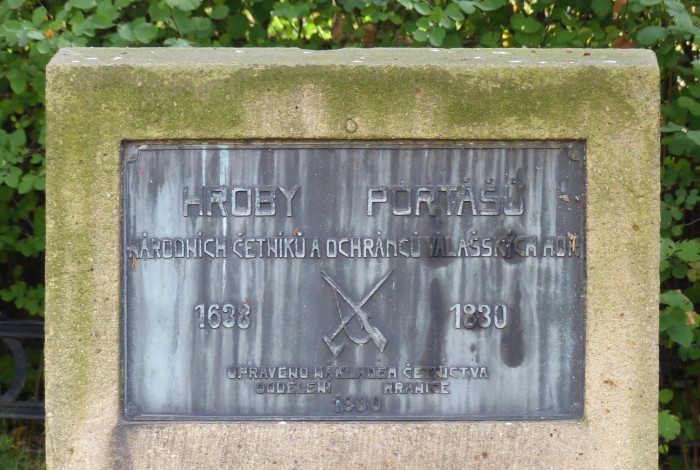 HROBY PORTÁŠŮ
NÁRODNÍCH ČETNÍKŮ A OCHRÁNCŮ VALAŠSKÝCH HOR
1638 1830
UPRAVENO NÁKLADEM ČETNICTVA
ODDĚLENÍ HRANICE
1930